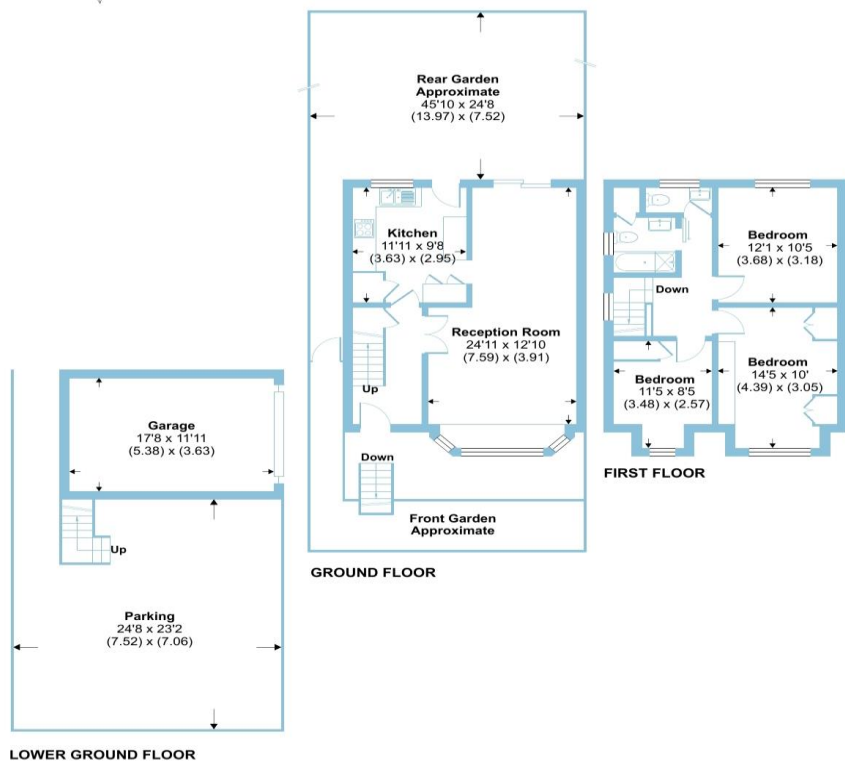 Rear Garden
Approximate
45'10 x 24'8
(13.97) x (7.52)
Kitchen
11'11 x 9'8
(3.63) x (2.95)
Reception Room
24'11 x 12'10
(7.59) x (3.91)
Up
Down
Front Garden
Approximate
GROUND FLOOR
Bedroom
12'1 x 10'5
(3.68) x (3.18)
Down
Bedroom
14'5 x 10'
(4.39) x (3.05)
Bedroom
11'5 x 8'5
(3.48) x (2.57)
FIRST FLOOR
Garage
17'8 x 11'11
(5.38) x (3.63)
Up
Parking
24'8 x 23'2
(7.52) x (7.06)
LOWER GROUND FLOOR